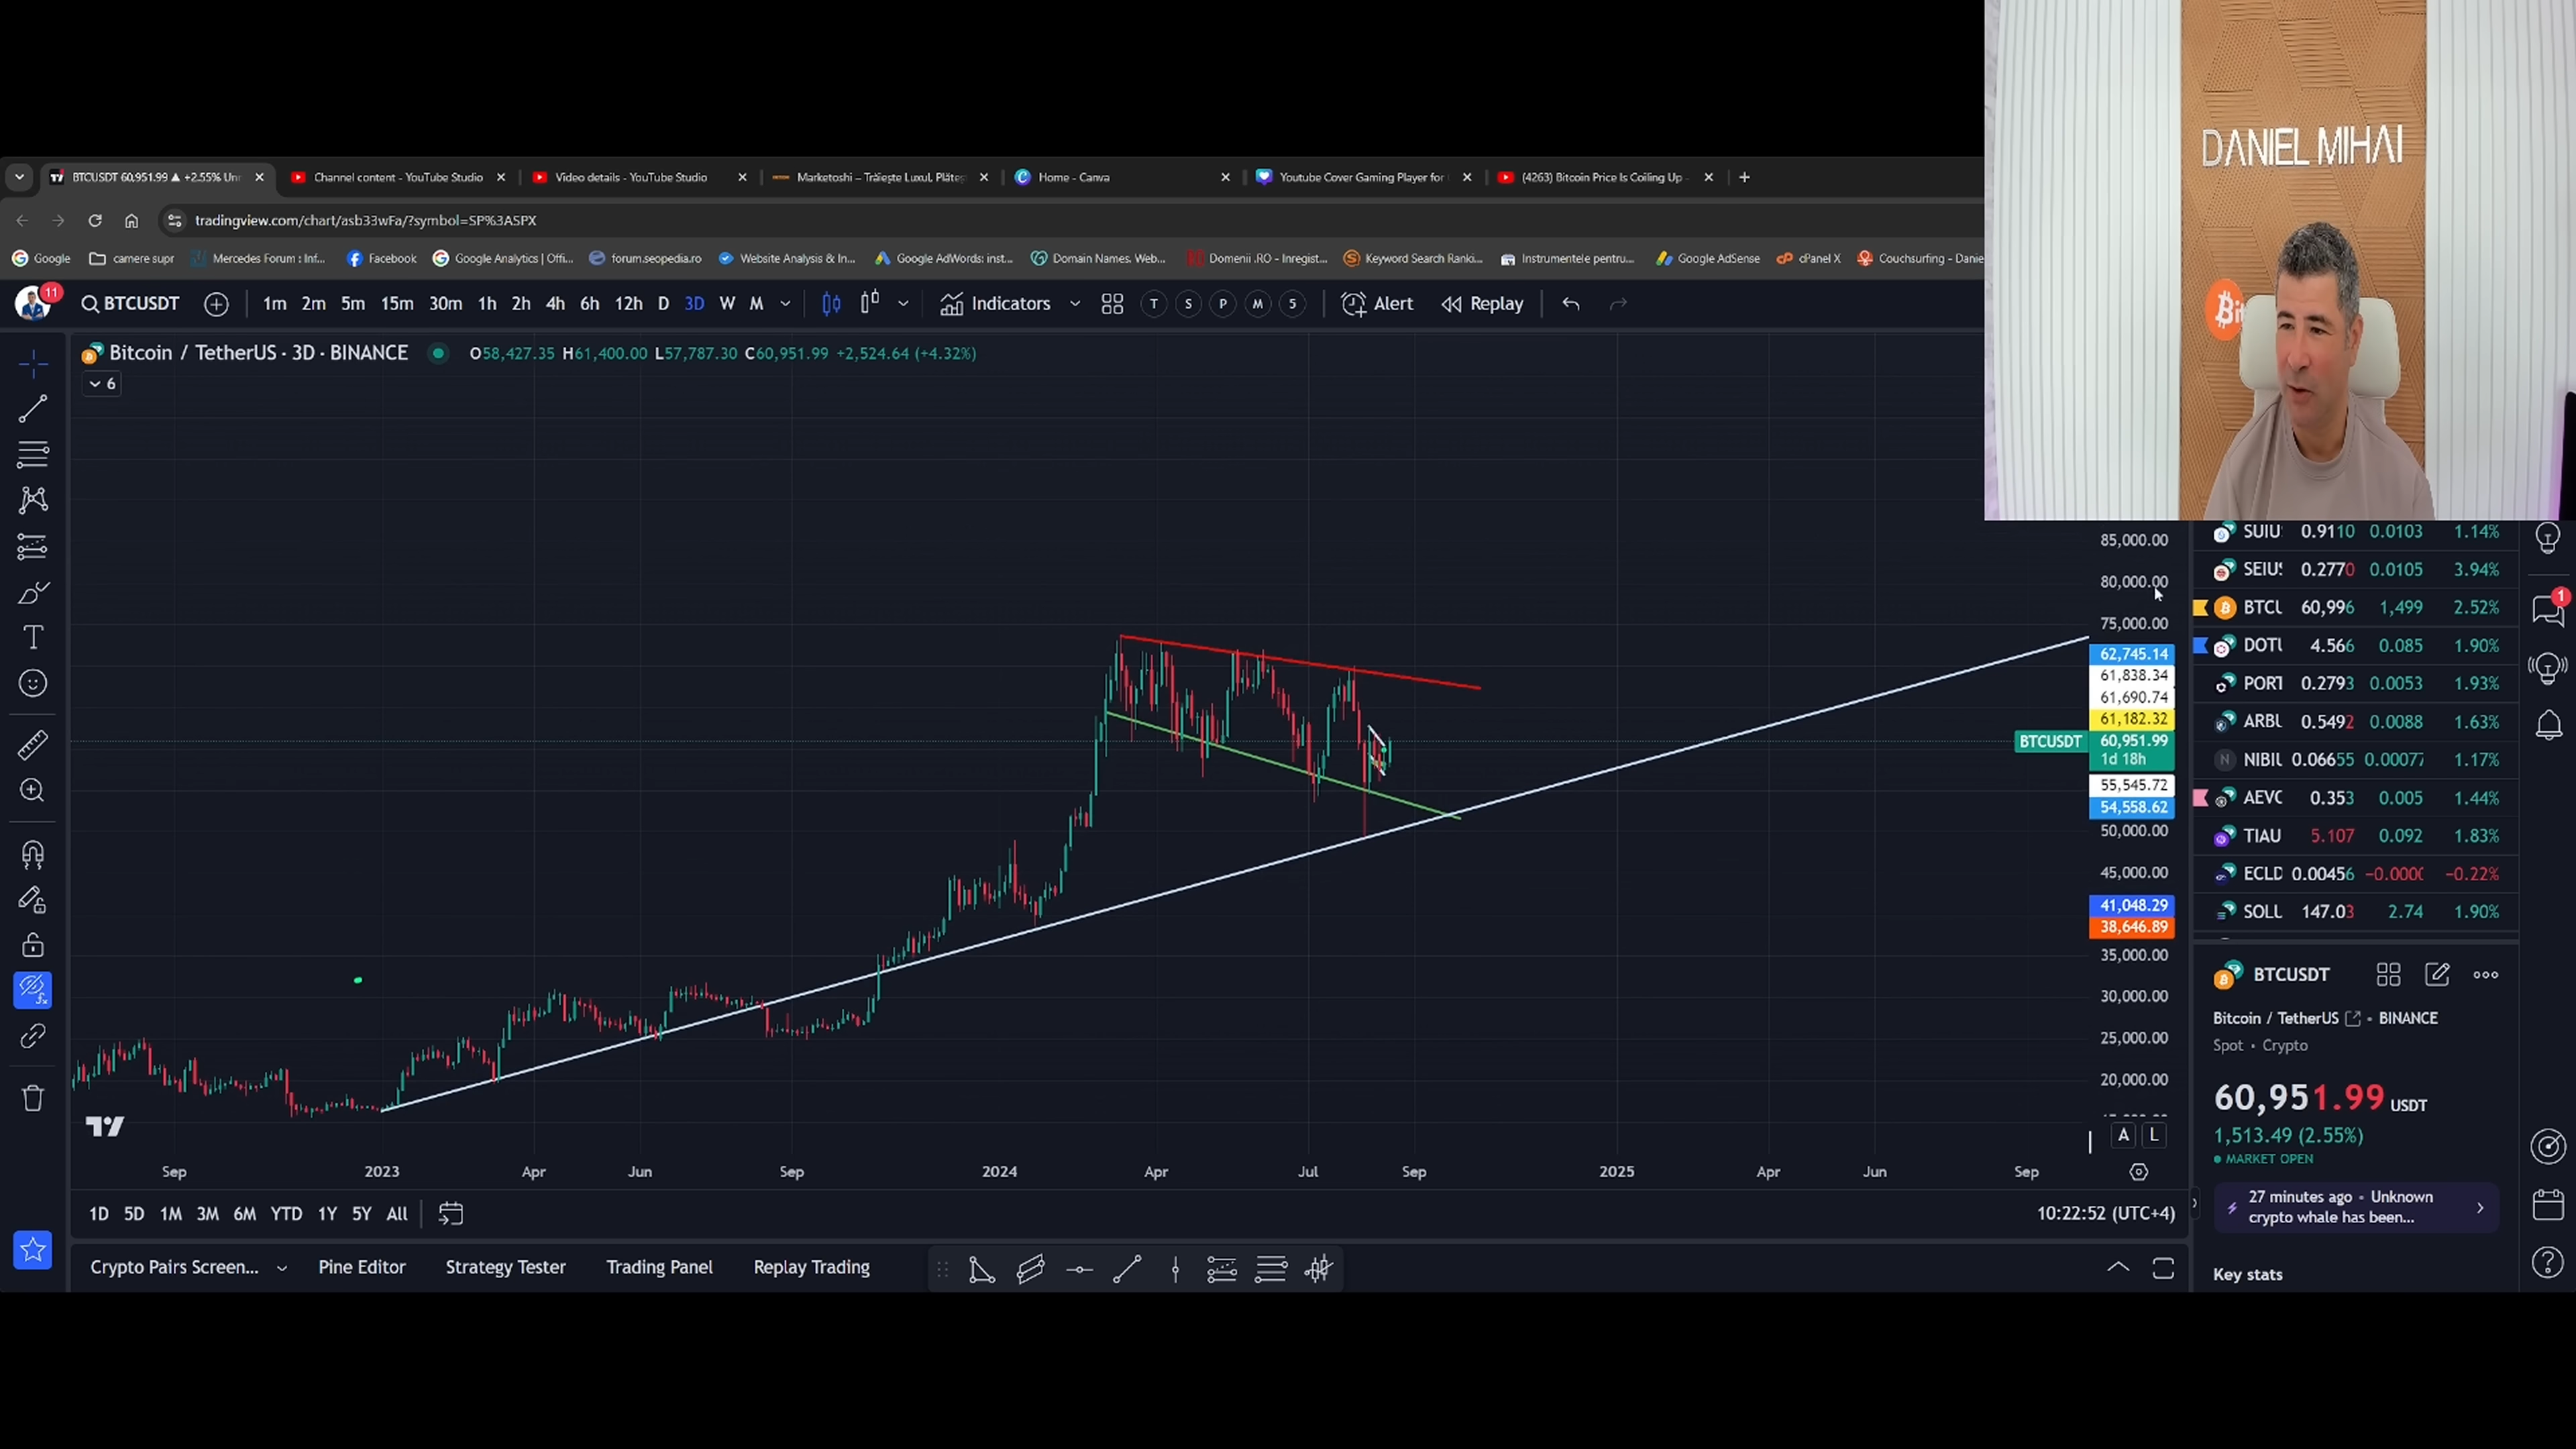 DANIEL MIHAI
BTCUSDT 60,951.99 ▲ +2.55% Un
Channel content - YouTube Studio
Video details - YouTube Studio
Marketoshi – Trăiește Luxul, Plăteș
Home - Canva
Youtube Cover Gaming Player for
(4263) Bitcoin Price Is Coiling Up
tradingview.com/chart/asb33wFa/?symbol=SP%3ASPX
Google
camere supr
Mercedes Forum : Inf...
Facebook
Google Analytics | Offi...
forum.seopedia.ro
Website Analysis & In...
Google AdWords: inst...
Domain Names. Web...
Domenii .RO - Inregist...
Keyword Search Ranki...
Instrumentele pentru...
Google AdSense
cPanel X
Couchsurfing - Danie
Bit
11
BTCUSDT
1m 2m 5m 15m 30m 1h 2h 4h 6h 12h D 3D W M
Indicators
T S P M 5
Alert
Replay
Bitcoin / TetherUS · 3D · BINANCE
O58,427.35 H61,400.00 L57,787.30 C60,951.99 +2,524.64 (+4.32%)
6
85,000.00
80,000.00
75,000.00
62,745.14
61,838.34
61,690.74
61,182.32
BTCUSDT 60,951.99
1d 18h
55,545.72
54,558.62
50,000.00
45,000.00
41,048.29
38,646.89
35,000.00
30,000.00
25,000.00
20,000.00
A L
Sep 2023 Apr Jun Sep 2024 Apr Jul Sep 2025 Apr Jun Sep
1D 5D 1M 3M 6M YTD 1Y 5Y All
10:22:52 (UTC+4)
Crypto Pairs Screen...
Pine Editor
Strategy Tester
Trading Panel
Replay Trading
SUIU 0.9110 0.0103 1.14%
SEIU 0.2770 0.0105 3.94%
BTCU 60,996 1,499 2.52%
DOTU 4.566 0.085 1.90%
PORT 0.2793 0.0053 1.93%
ARBU 0.5492 0.0088 1.63%
NIBIU 0.06655 0.00077 1.17%
AEVO 0.353 0.005 1.44%
TIAU 5.107 0.092 1.83%
ECLD 0.00456 −0.0000 −0.22%
SOLU 147.03 2.74 1.90%
1
BTCUSDT
Bitcoin / TetherUS • BINANCE
Spot • Crypto
60,951.99 USDT
1,513.49 (2.55%)
MARKET OPEN
27 minutes ago • Unknown
crypto whale has been...
Key stats